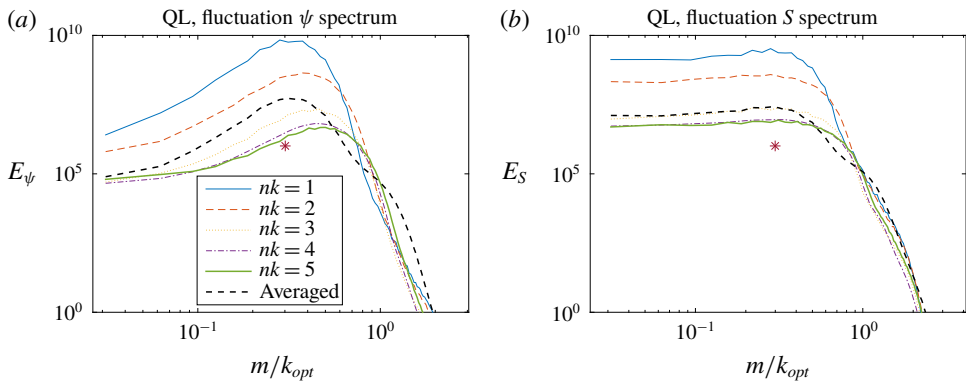 (a) QL, fluctuation ψ spectrum
10^10
10^5
10^0
E_ψ
nk = 1
nk = 2
nk = 3
nk = 4
nk = 5
Averaged
10^-1 10^0
m/k_opt
(b) QL, fluctuation S spectrum
10^10
10^5
10^0
E_S
10^-1 10^0
m/k_opt